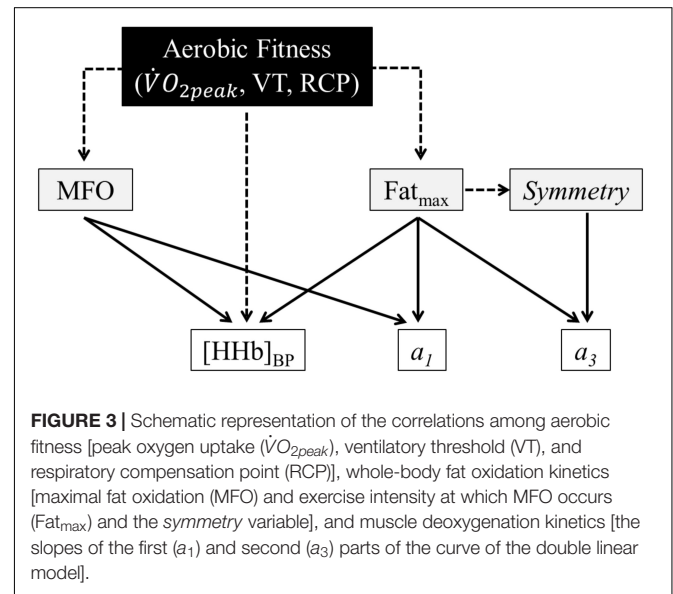 Aerobic Fitness
(V̇O2peak, VT, RCP)
MFO
Fatmax
Symmetry
[HHb]BP
a1
a3
FIGURE 3 | Schematic representation of the correlations among aerobic
fitness [peak oxygen uptake (V̇O2peak), ventilatory threshold (VT), and
respiratory compensation point (RCP)], whole-body fat oxidation kinetics
[maximal fat oxidation (MFO) and exercise intensity at which MFO occurs
(Fatmax) and the symmetry variable], and muscle deoxygenation kinetics [the
slopes of the first (a1) and second (a3) parts of the curve of the double linear
model].